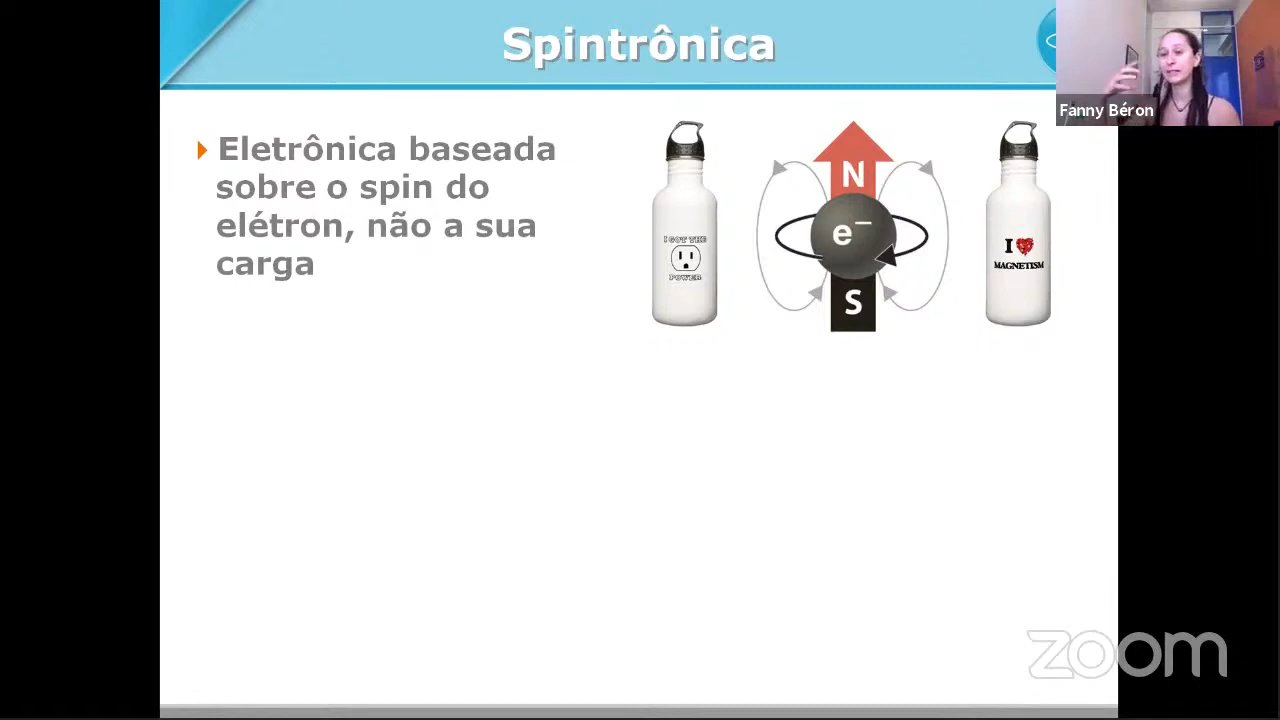 Spintrônica
Fanny Béron
Eletrônica baseada
sobre o spin do
elétron, não a sua
carga
I GOT THE
POWER
N
e−
S
I
MAGNETISM
zoom